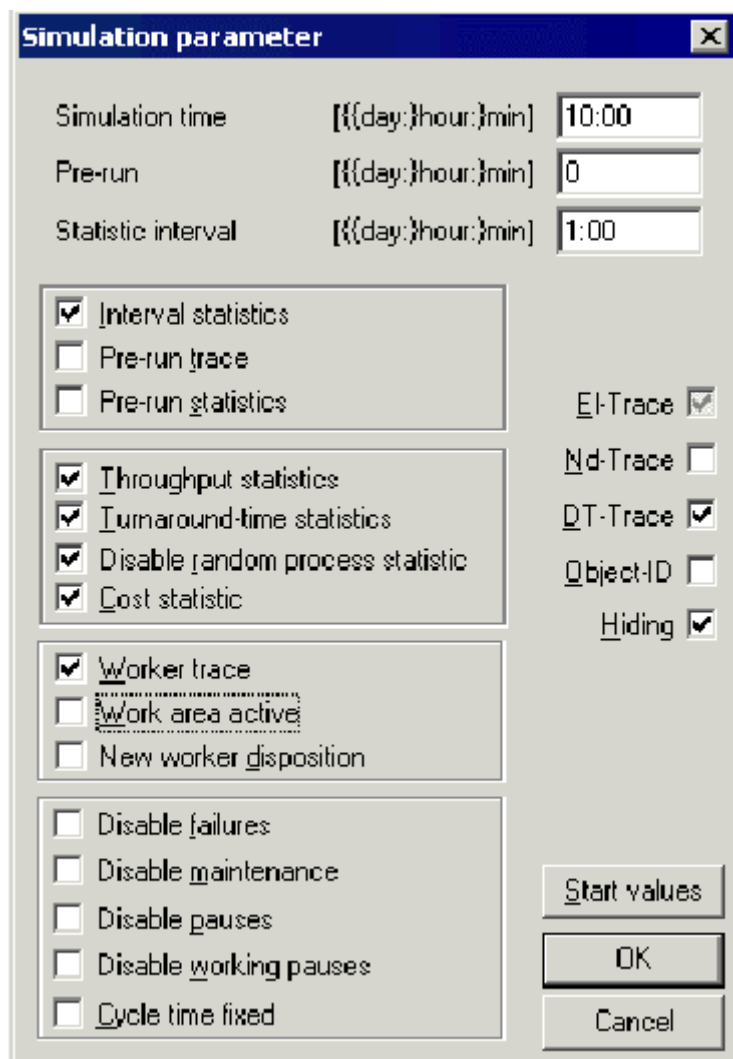 Simulation parameter
Simulation time [{{day:}hour:}min] 10:00
Pre-run [{{day:}hour:}min] 0
Statistic interval [{{day:}hour:}min] 1:00
Interval statistics
Pre-run trace
Pre-run statistics
El-Trace
Nd-Trace
DT-Trace
Object-ID
Hiding
Throughput statistics
Turnaround-time statistics
Disable random process statistic
Cost statistic
Worker trace
Work area active
New worker disposition
Disable failures
Disable maintenance
Disable pauses
Disable working pauses
Cycle time fixed
Start values
OK
Cancel